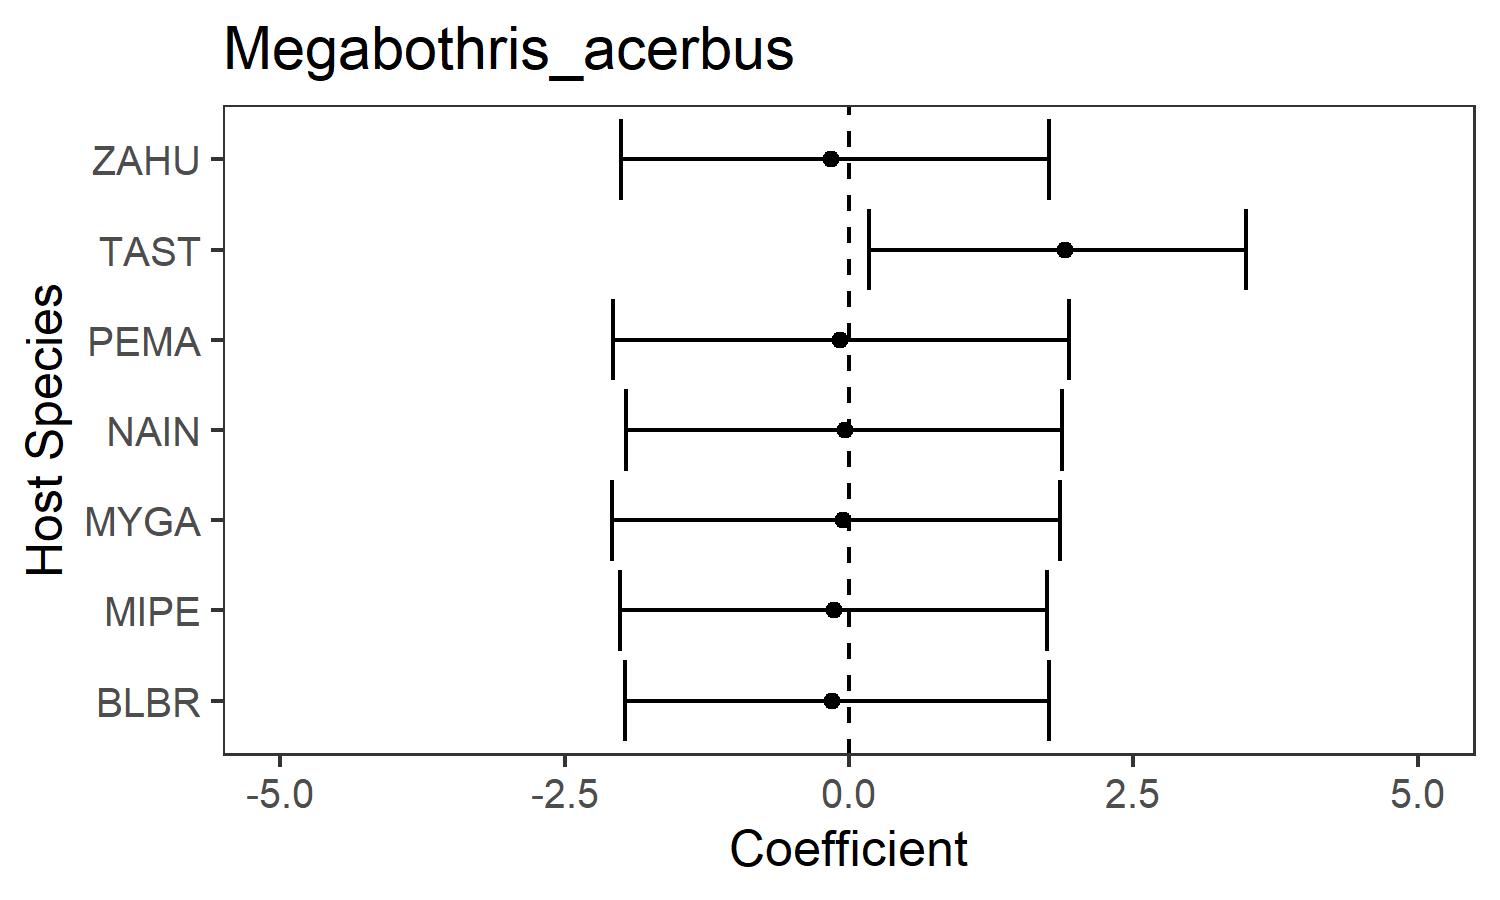 Megabothris_acerbus
Host Species
ZAHU
TAST
PEMA
NAIN
MYGA
MIPE
BLBR
-5.0 -2.5 0.0 2.5 5.0
Coefficient